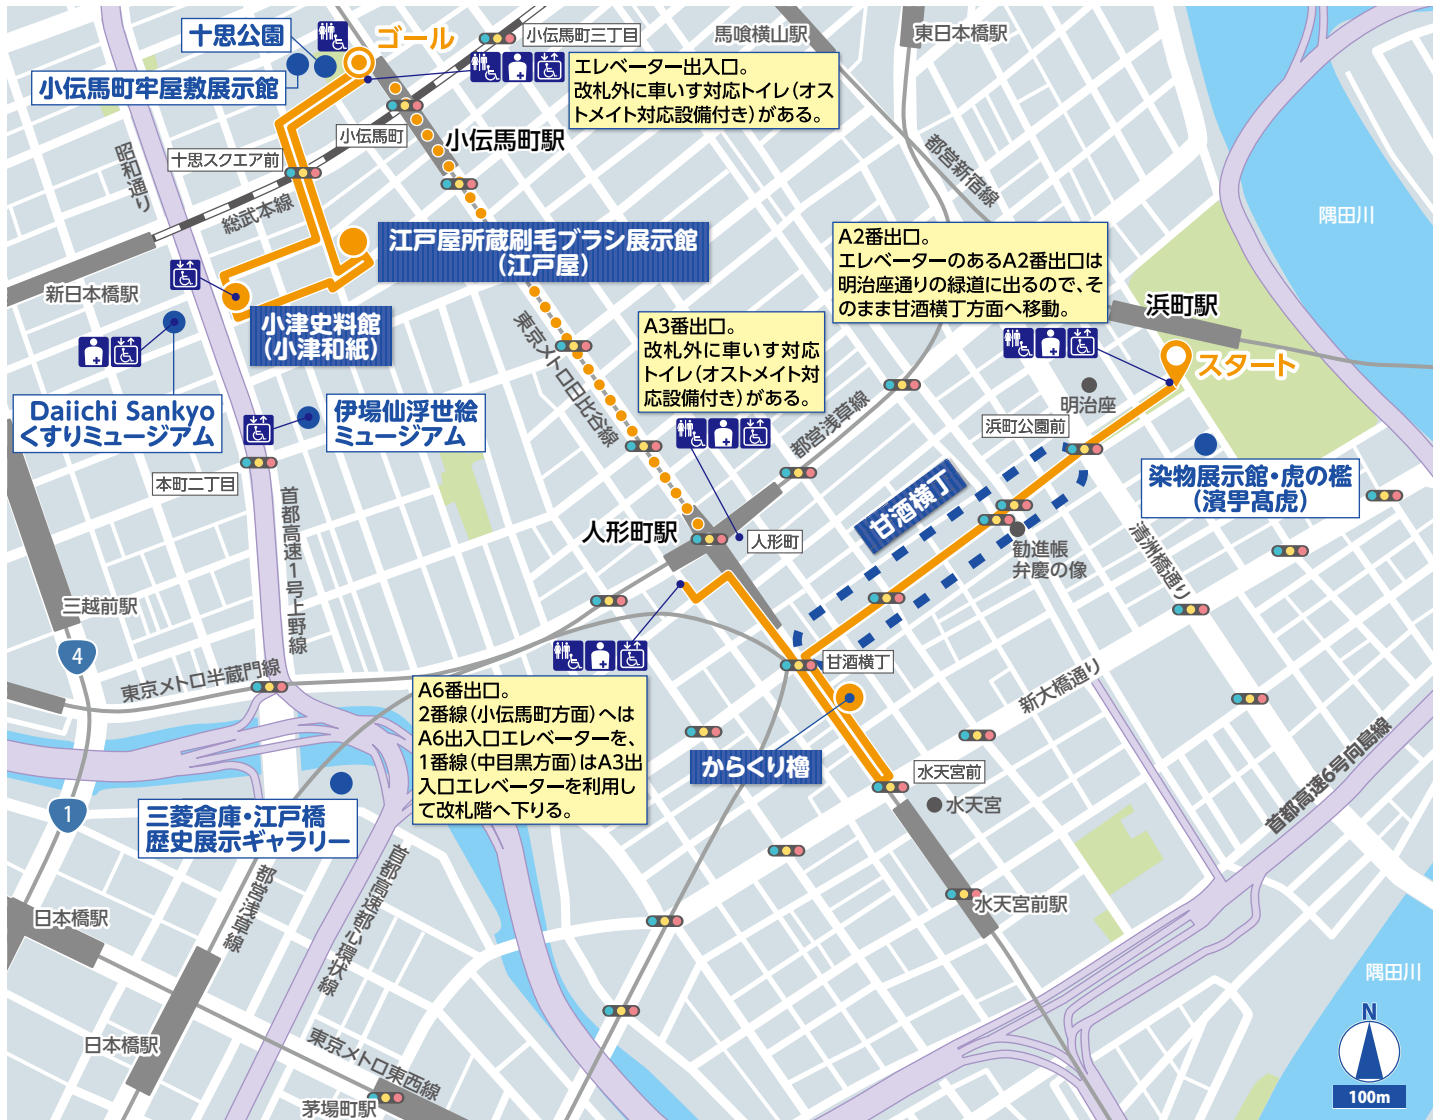 十思公園
ゴール
小伝馬町三丁目
馬喰横山駅
東日本橋駅
小伝馬町牢屋敷展示館
エレベーター出入口。
改札外に車いす対応トイレ(オス
トメイト対応設備付き)がある。
小伝馬町
小伝馬町駅
十思スクエア前
昭和通り
総武本線
都営新宿線
隅田川
江戸屋所蔵刷毛ブラシ展示館
(江戸屋)
A2番出口。
エレベーターのあるA2番出口は
明治座通りの緑道に出るので、そ
のまま甘酒横丁方面へ移動。
新日本橋駅
浜町駅
小津史料館
(小津和紙)
東京メトロ日比谷線
A3番出口。
改札外に車いす対応
トイレ(オストメイト対
応設備付き)がある。
スタート
明治座
Daiichi Sankyo
くすりミュージアム
伊場仙浮世絵
ミュージアム
都営浅草線
浜町公園前
本町二丁目
首都高速1号上野線
甘酒横丁
染物展示館・虎の檻
(濱甼髙虎)
人形町駅
人形町
勧進帳
弁慶の像
清洲橋通り
三越前駅
4
東京メトロ半蔵門線
甘酒横丁
新大橋通り
A6番出口。
2番線(小伝馬町方面)へは
A6出入口エレベーターを、
1番線(中目黒方面)はA3出
入口エレベーターを利用し
て改札階へ下りる。
からくり櫓
水天宮前
水天宮
首都高速6号向島線
1
三菱倉庫・江戸橋
歴史展示ギャラリー
都営浅草線
首都高速都心環状線
水天宮前駅
日本橋駅
隅田川
日本橋駅
東京メトロ東西線
茅場町駅
N
100m